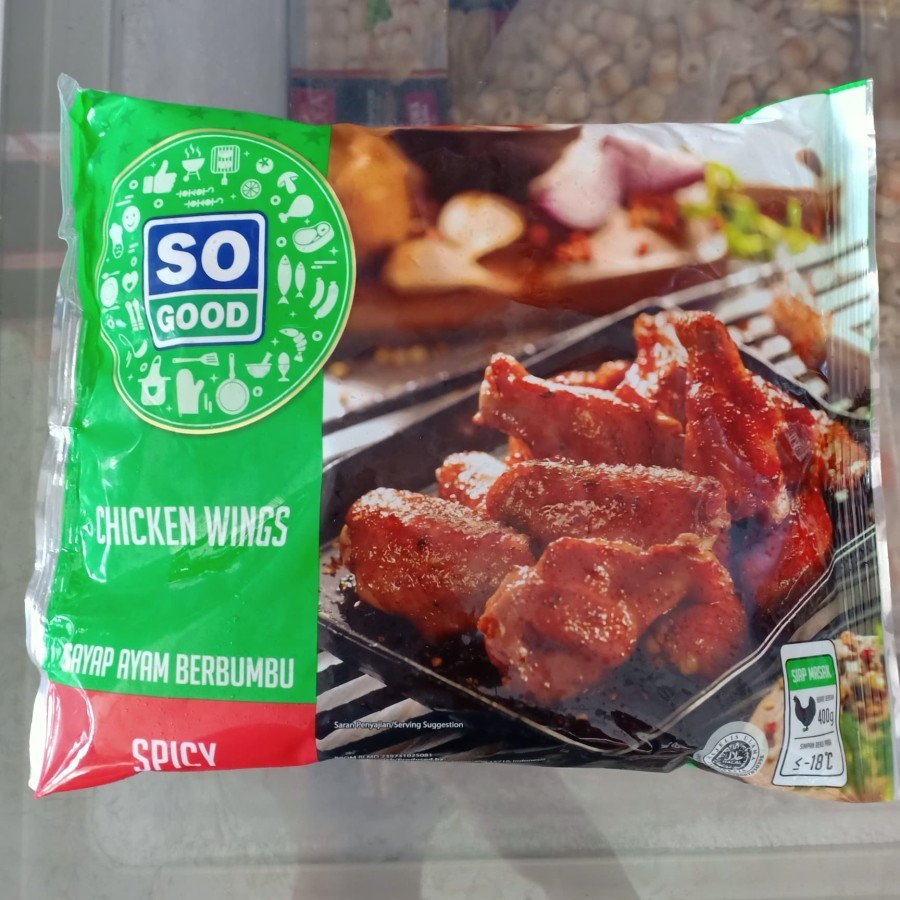 SO
GOOD
CHICKEN WINGS
SAYAP AYAM BERBUMBU
SPICY
Saran Penyajian/Serving Suggestion
SIAP MASAK
400g
≤ -18°C